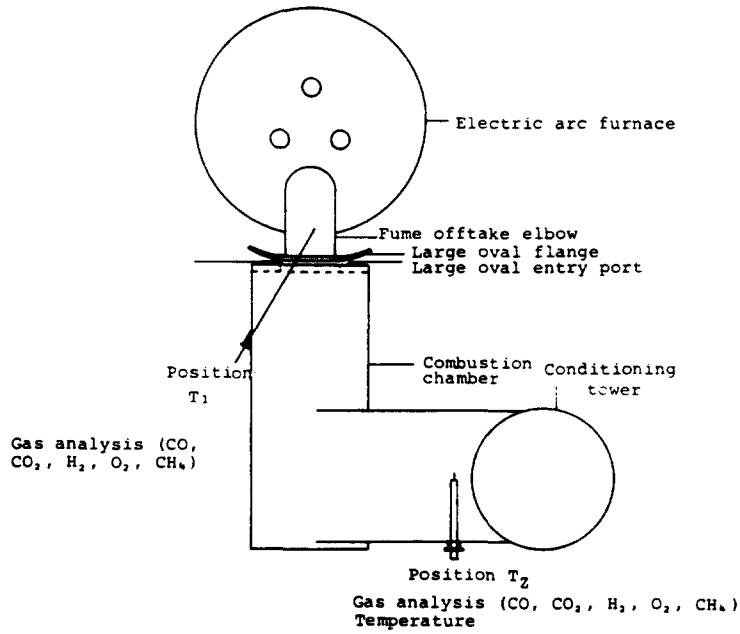 Electric arc furnace
Fume offtake elbow
Large oval flange
Large oval entry port
Position
T₁
Combustion
chamber
Conditioning
tower
Gas analysis (CO,
CO₂, H₂, O₂, CH₄)
Position T_Z
Gas analysis (CO, CO₂, H₂, O₂, CH₄)
Temperature